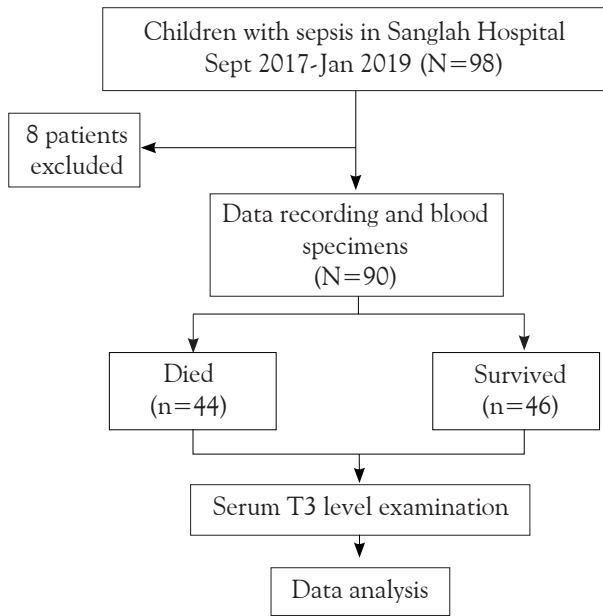 Children with sepsis in Sanglah Hospital
Sept 2017-Jan 2019 (N=98)
8 patients
excluded
Data recording and blood
specimens
(N=90)
Died
(n=44)
Survived
(n=46)
Serum T3 level examination
Data analysis